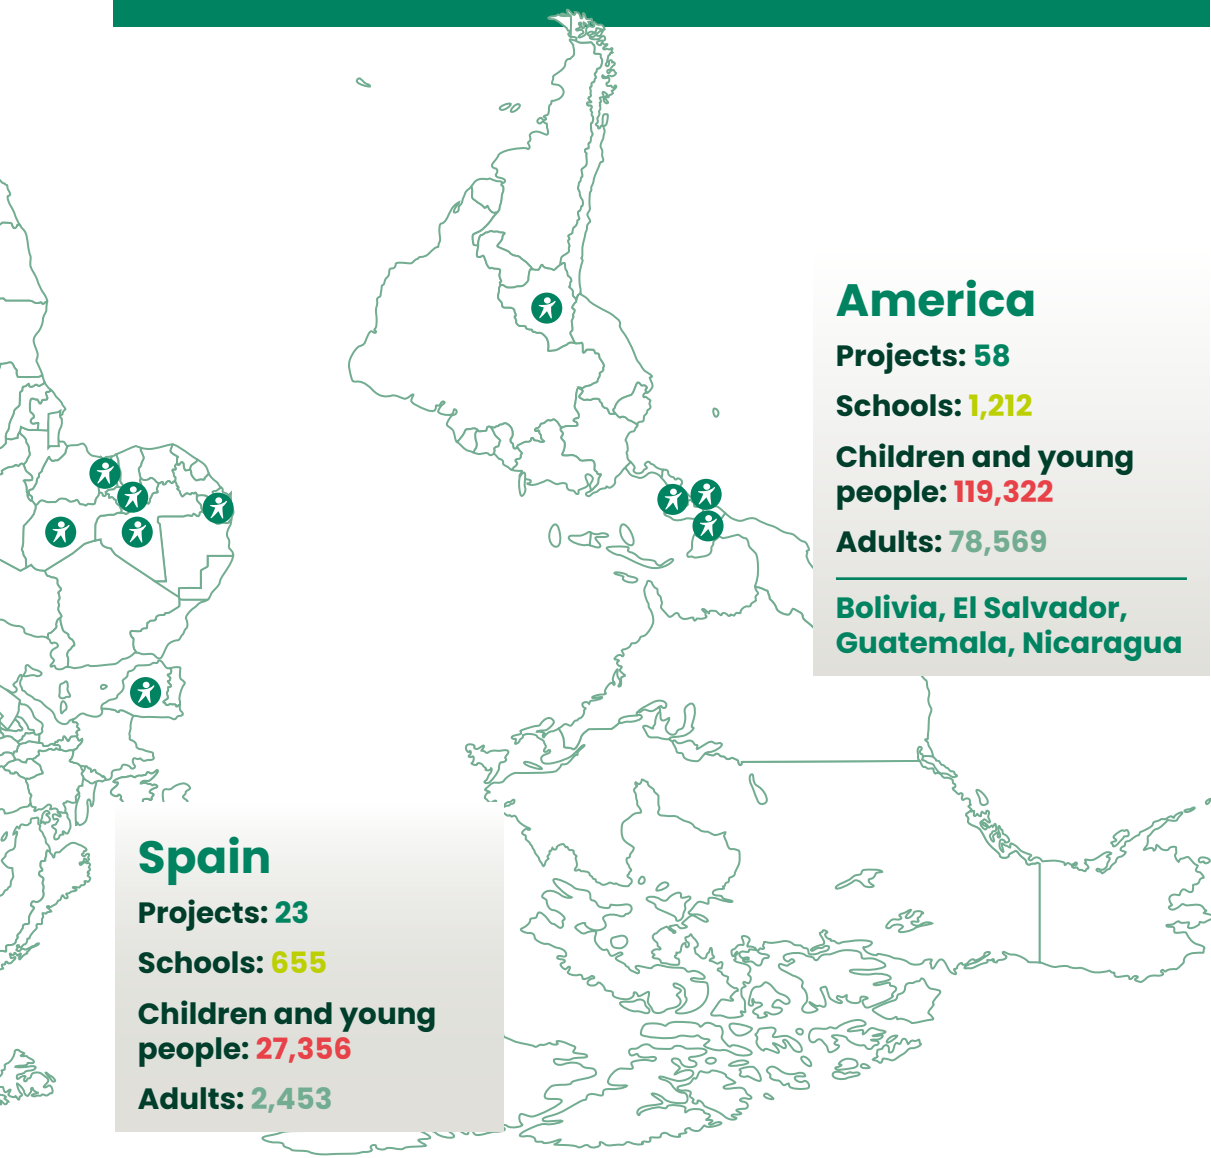 America
Projects: 58
Schools: 1,212
Children and young
people: 119,322
Adults: 78,569
Bolivia, El Salvador,
Guatemala, Nicaragua
Spain
Projects: 23
Schools: 655
Children and young
people: 27,356
Adults: 2,453